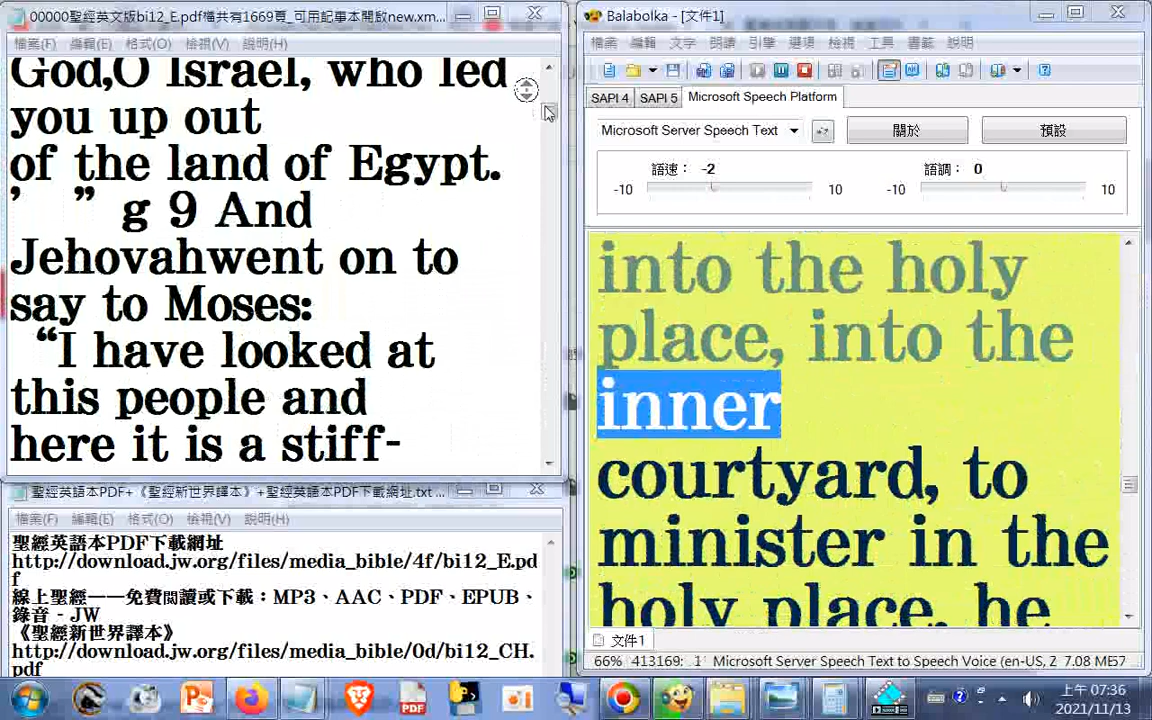 00000聖經英文版bi12_E.pdf檔共有1669頁_可用記事本開啟new.xm...
檔案(F) 編輯(E) 格式(O) 檢視(V) 說明(H)
God,O Israel, who led
you up out
of the land of Egypt.
’ ” g 9 And
Jehovahwent on to
say to Moses:
“I have looked at
this people and
here it is a stiff-
聖經英語本PDF+《聖經新世界譯本》+聖經英語本PDF下載網址.txt ...
檔案(F) 編輯(E) 格式(O) 檢視(V) 說明(H)
聖經英語本PDF下載網址
http://download.jw.org/files/media_bible/4f/bi12_E.pd
f
線上聖經——免費閱讀或下載：MP3、AAC、PDF、EPUB、
錄音 - JW
《聖經新世界譯本》
http://download.jw.org/files/media_bible/0d/bi12_CH.
pdf
Balabolka - [文件1]
檔案 編輯 文字 朗讀 引擎 選項 檢視 工具 書籤 說明
SAPI 4 SAPI 5 Microsoft Speech Platform
Microsoft Server Speech Text 關於 預設
語速： -2 語調： 0
-10 10 -10 10
into the holy
place, into the
inner
courtyard, to
minister in the
holy place, he
文件1
66% 413169: 1 Microsoft Server Speech Text to Speech Voice (en-US, 2 7.08 ME57
上午 07:36
2021/11/13